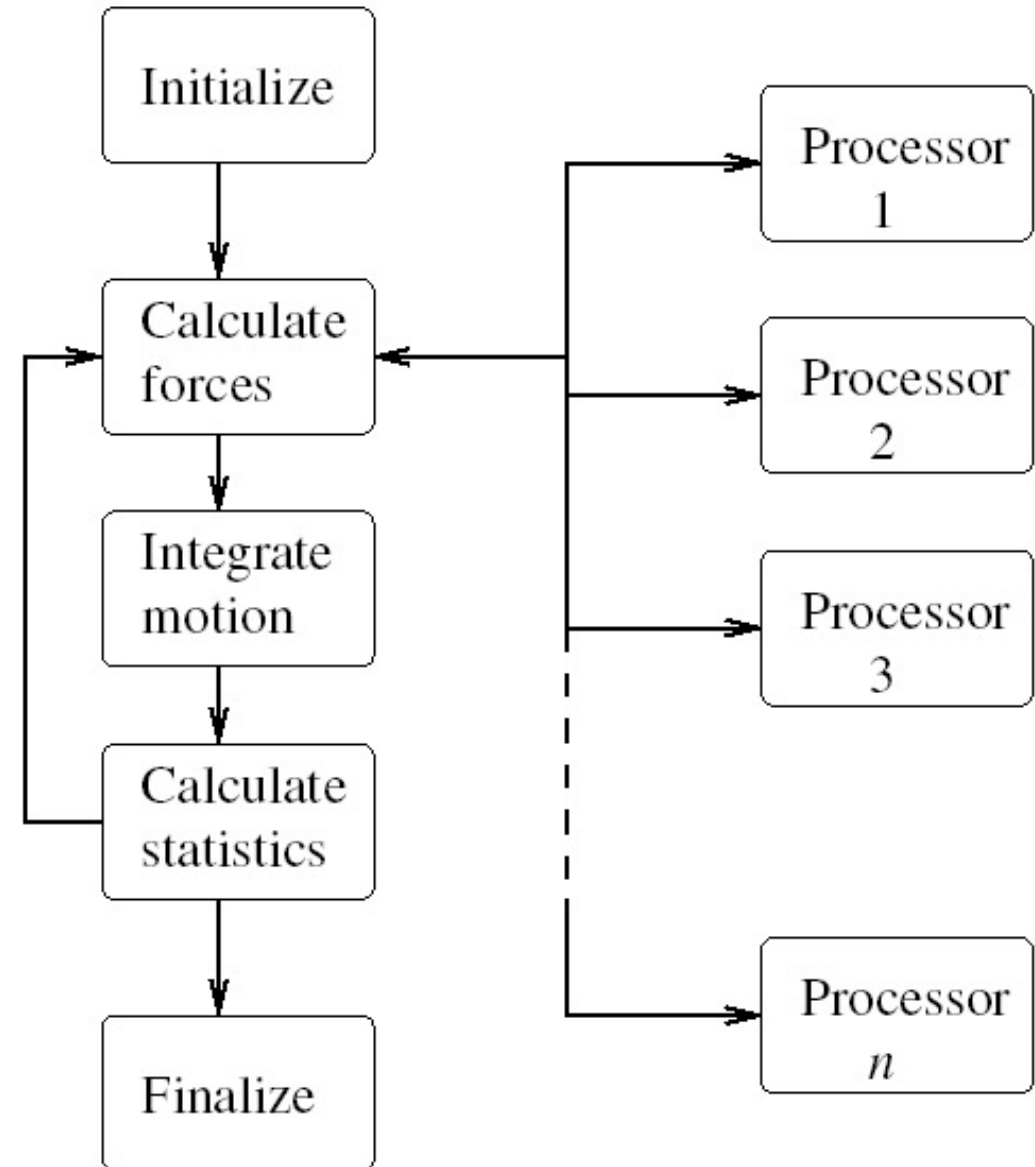 Initialize
Calculate
forces
Integrate
motion
Calculate
statistics
Finalize
Processor
1
Processor
2
Processor
3
Processor
n